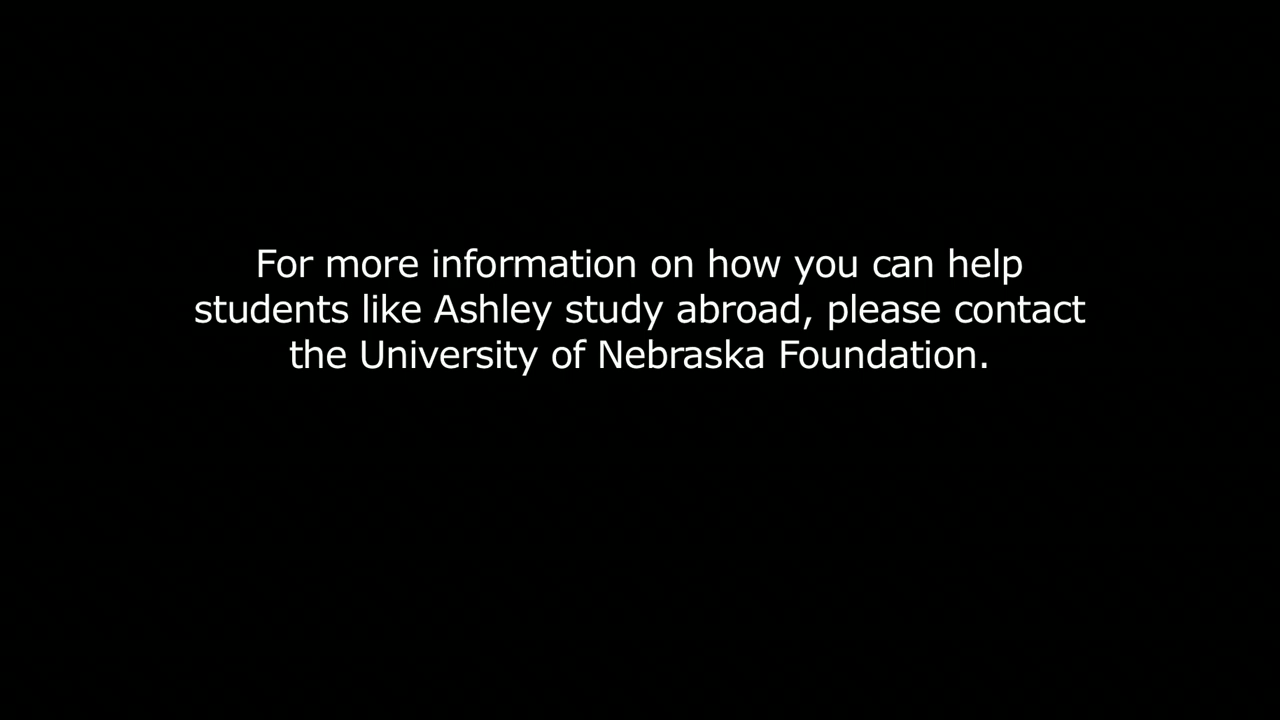 For more information on how you can help
students like Ashley study abroad, please contact
the University of Nebraska Foundation.